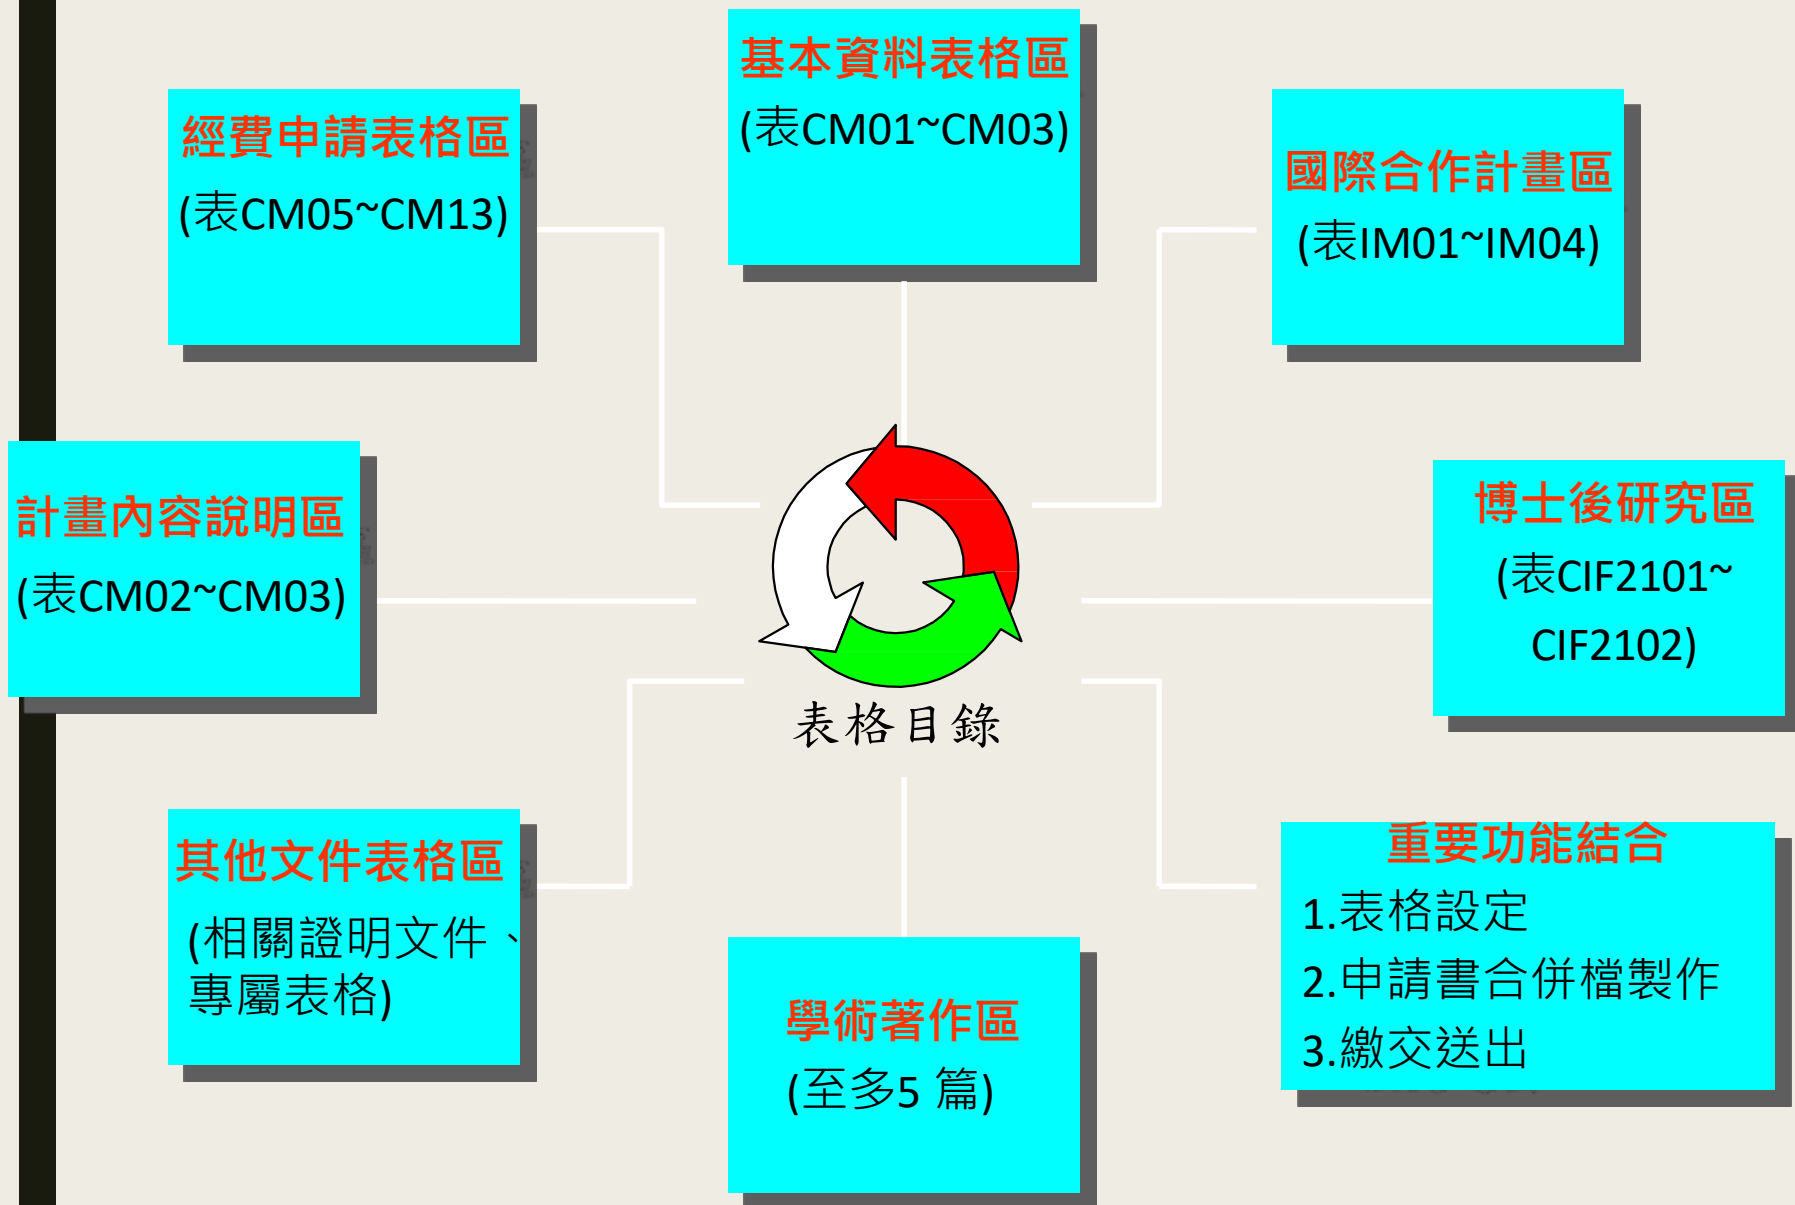 基本資料表格區
(表CM01~CM03)
經費申請表格區
(表CM05~CM13)
國際合作計畫區
(表IM01~IM04)
計畫內容說明區
(表CM02~CM03)
博士後研究區
(表CIF2101~
CIF2102)
表格目錄
其他文件表格區
(相關證明文件、
專屬表格)
學術著作區
(至多5 篇)
重要功能結合
1.表格設定
2.申請書合併檔製作
3.繳交送出